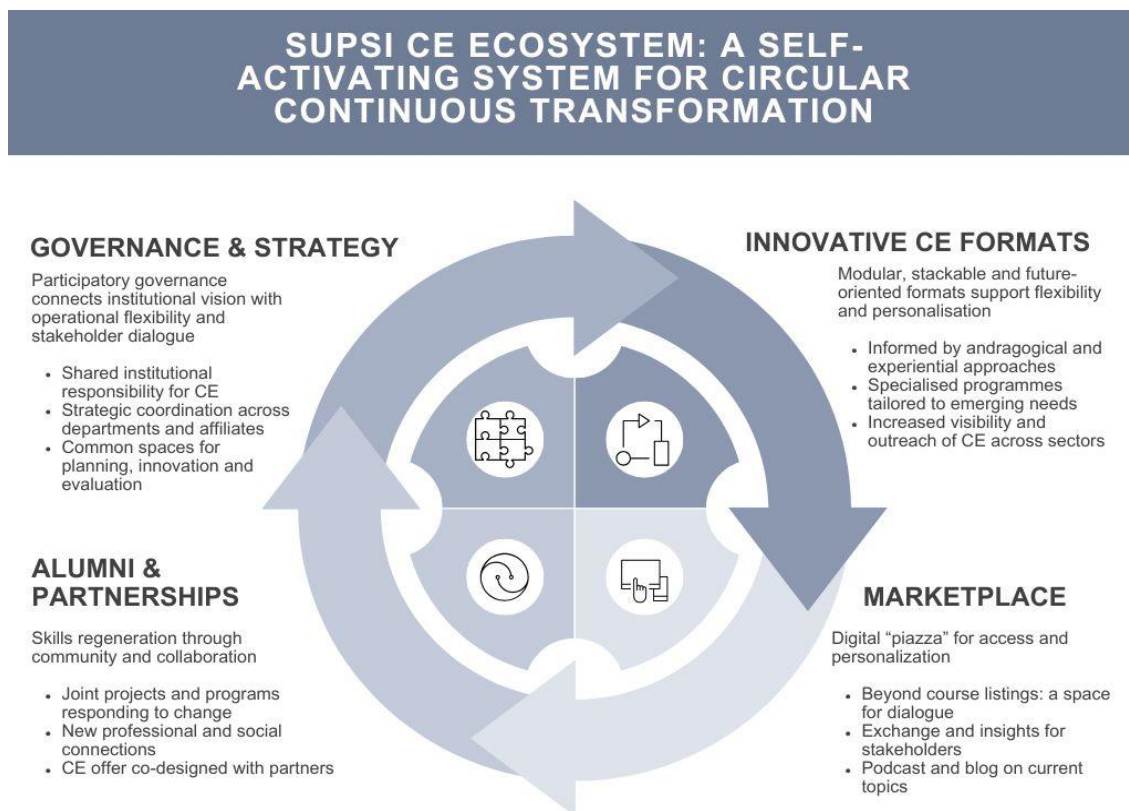 SUPSI CE ECOSYSTEM: A SELF-
ACTIVATING SYSTEM FOR CIRCULAR
CONTINUOUS TRANSFORMATION
GOVERNANCE & STRATEGY
Participatory governance
connects institutional vision with
operational flexibility and
stakeholder dialogue
• Shared institutional
responsibility for CE
• Strategic coordination across
departments and affiliates
• Common spaces for
planning, innovation and
evaluation
INNOVATIVE CE FORMATS
Modular, stackable and future-
oriented formats support flexibility
and personalisation
• Informed by andragogical and
experiential approaches
• Specialised programmes
tailored to emerging needs
• Increased visibility and
outreach of CE across sectors
ALUMNI &
PARTNERSHIPS
Skills regeneration through
community and collaboration
• Joint projects and programs
responding to change
• New professional and social
connections
• CE offer co-designed with partners
MARKETPLACE
Digital “piazza” for access and
personalization
• Beyond course listings: a space
for dialogue
• Exchange and insights for
stakeholders
• Podcast and blog on current
topics